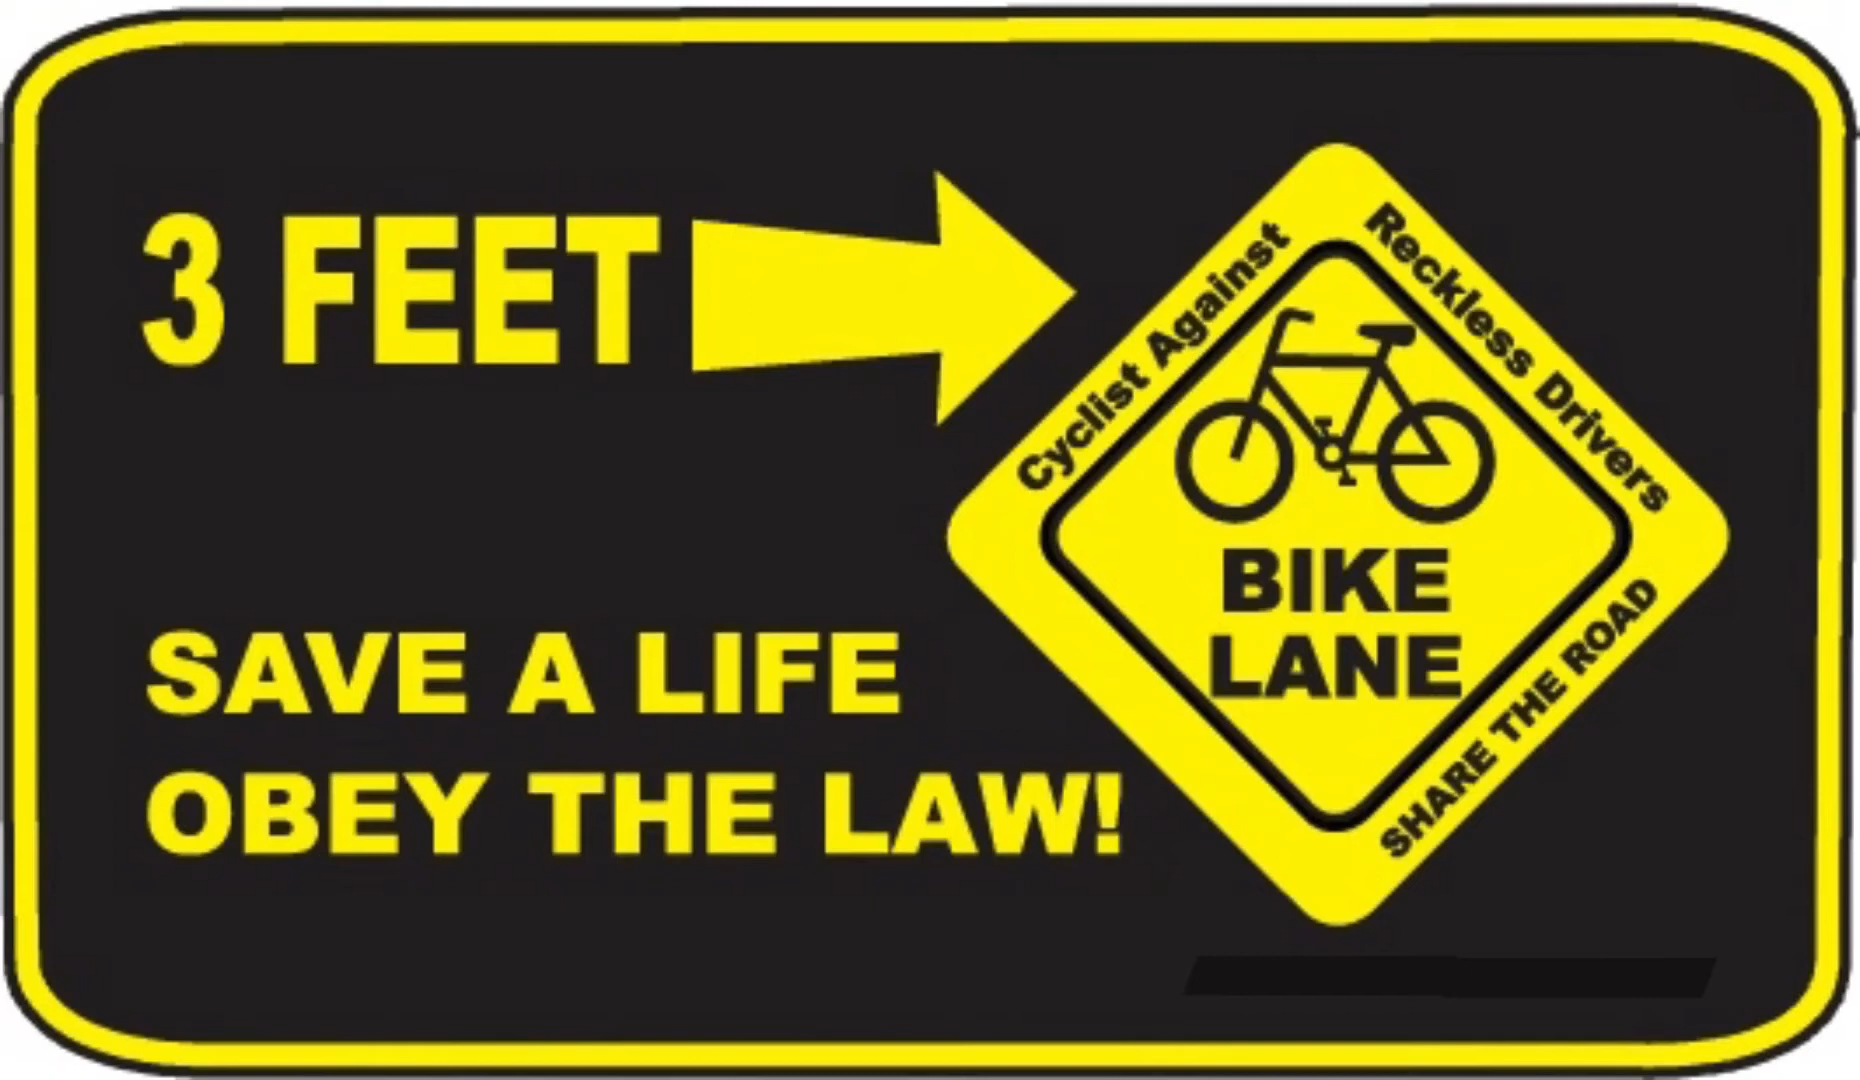 3 FEET
Cyclist Against
Reckless Drivers
BIKE
LANE
SHARE THE ROAD
SAVE A LIFE
OBEY THE LAW!